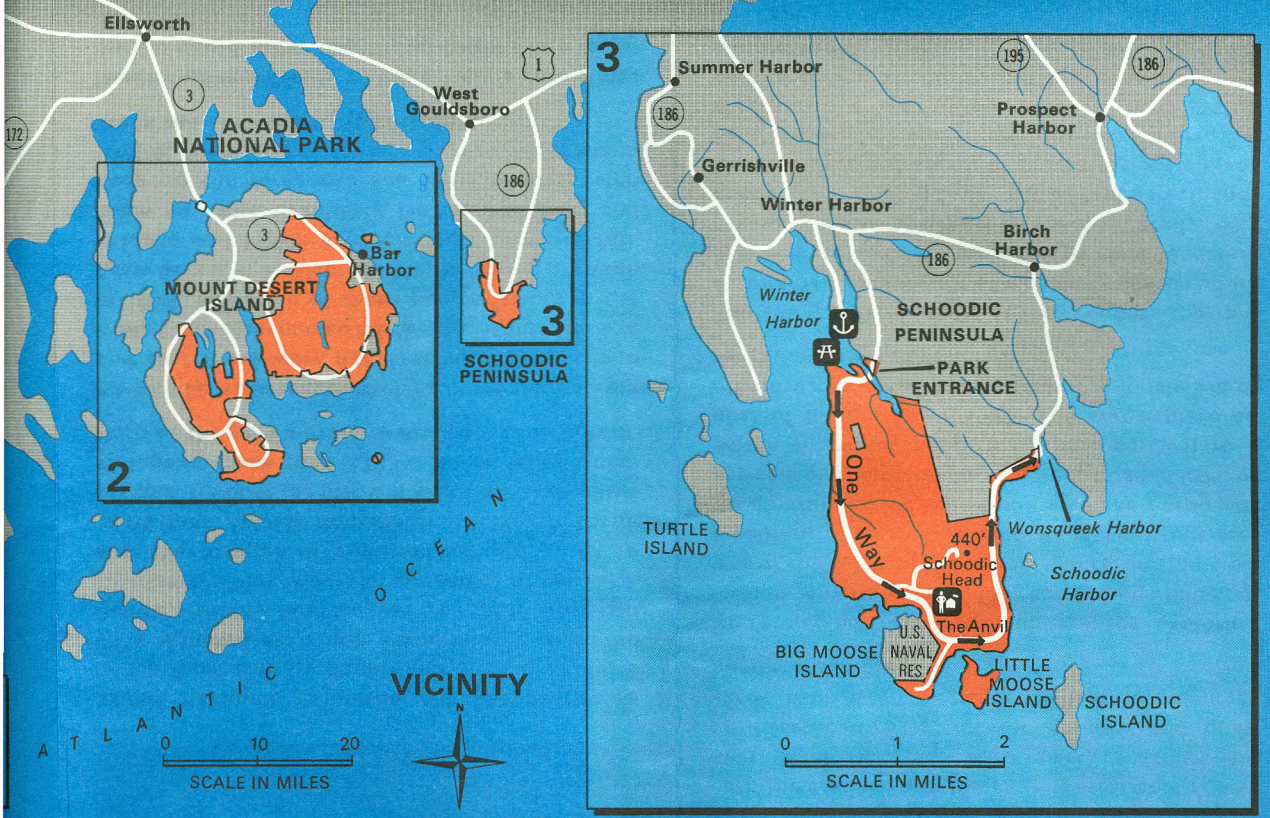 Ellsworth
3
172
ACADIA
NATIONAL PARK
West
Gouldsboro
1
186
3
Bar
Harbor
MOUNT DESERT
ISLAND
2
3
SCHOODIC
PENINSULA
ATLANTIC OCEAN
VICINITY
N
0 10 20
SCALE IN MILES
3
Summer Harbor
186
Gerrishville
Winter Harbor
195
186
Prospect
Harbor
Birch
Harbor
186
Winter
Harbor
SCHOODIC
PENINSULA
PARK
ENTRANCE
One Way
TURTLE
ISLAND
440'
Schoodic
Head
Wonsqueek Harbor
Schoodic
Harbor
The Anvil
U.S.
NAVAL
RES.
BIG MOOSE
ISLAND
LITTLE
MOOSE
ISLAND
SCHOODIC
ISLAND
0 1 2
SCALE IN MILES